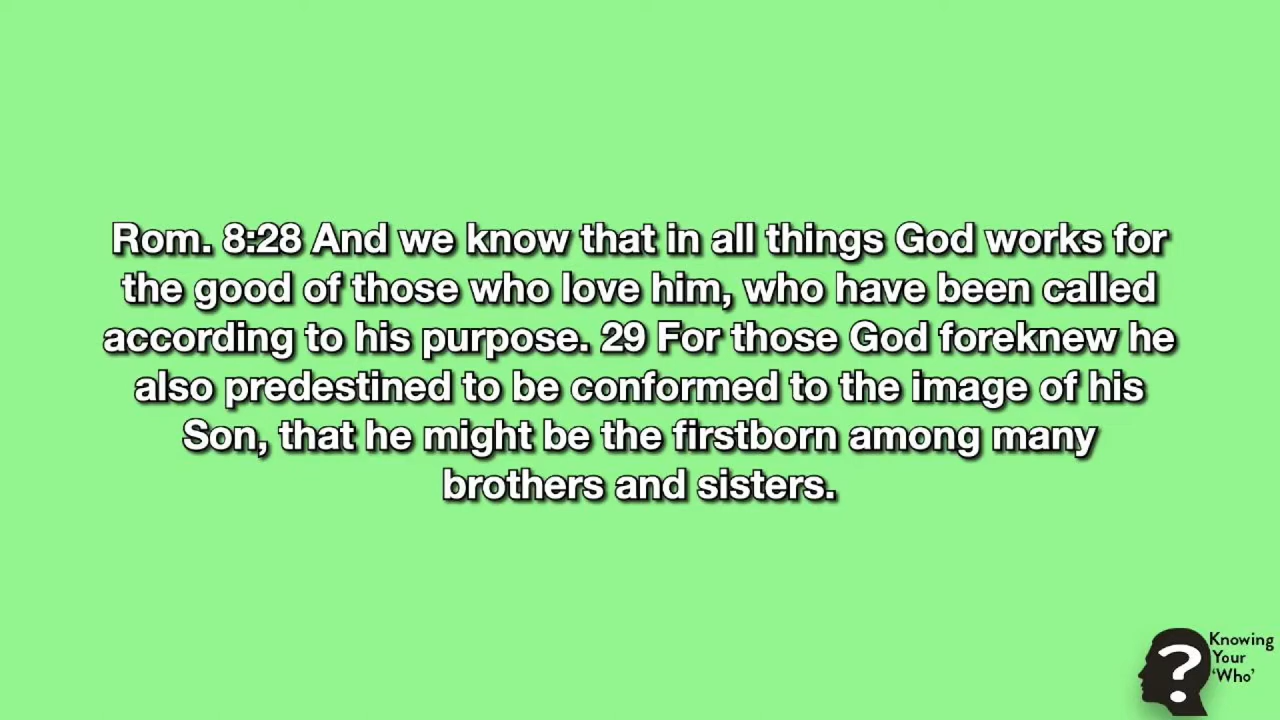 Rom. 8:28 And we know that in all things God works for
the good of those who love him, who have been called
according to his purpose. 29 For those God foreknew he
also predestined to be conformed to the image of his
Son, that he might be the firstborn among many
brothers and sisters.
?
Knowing
Your
‘Who’